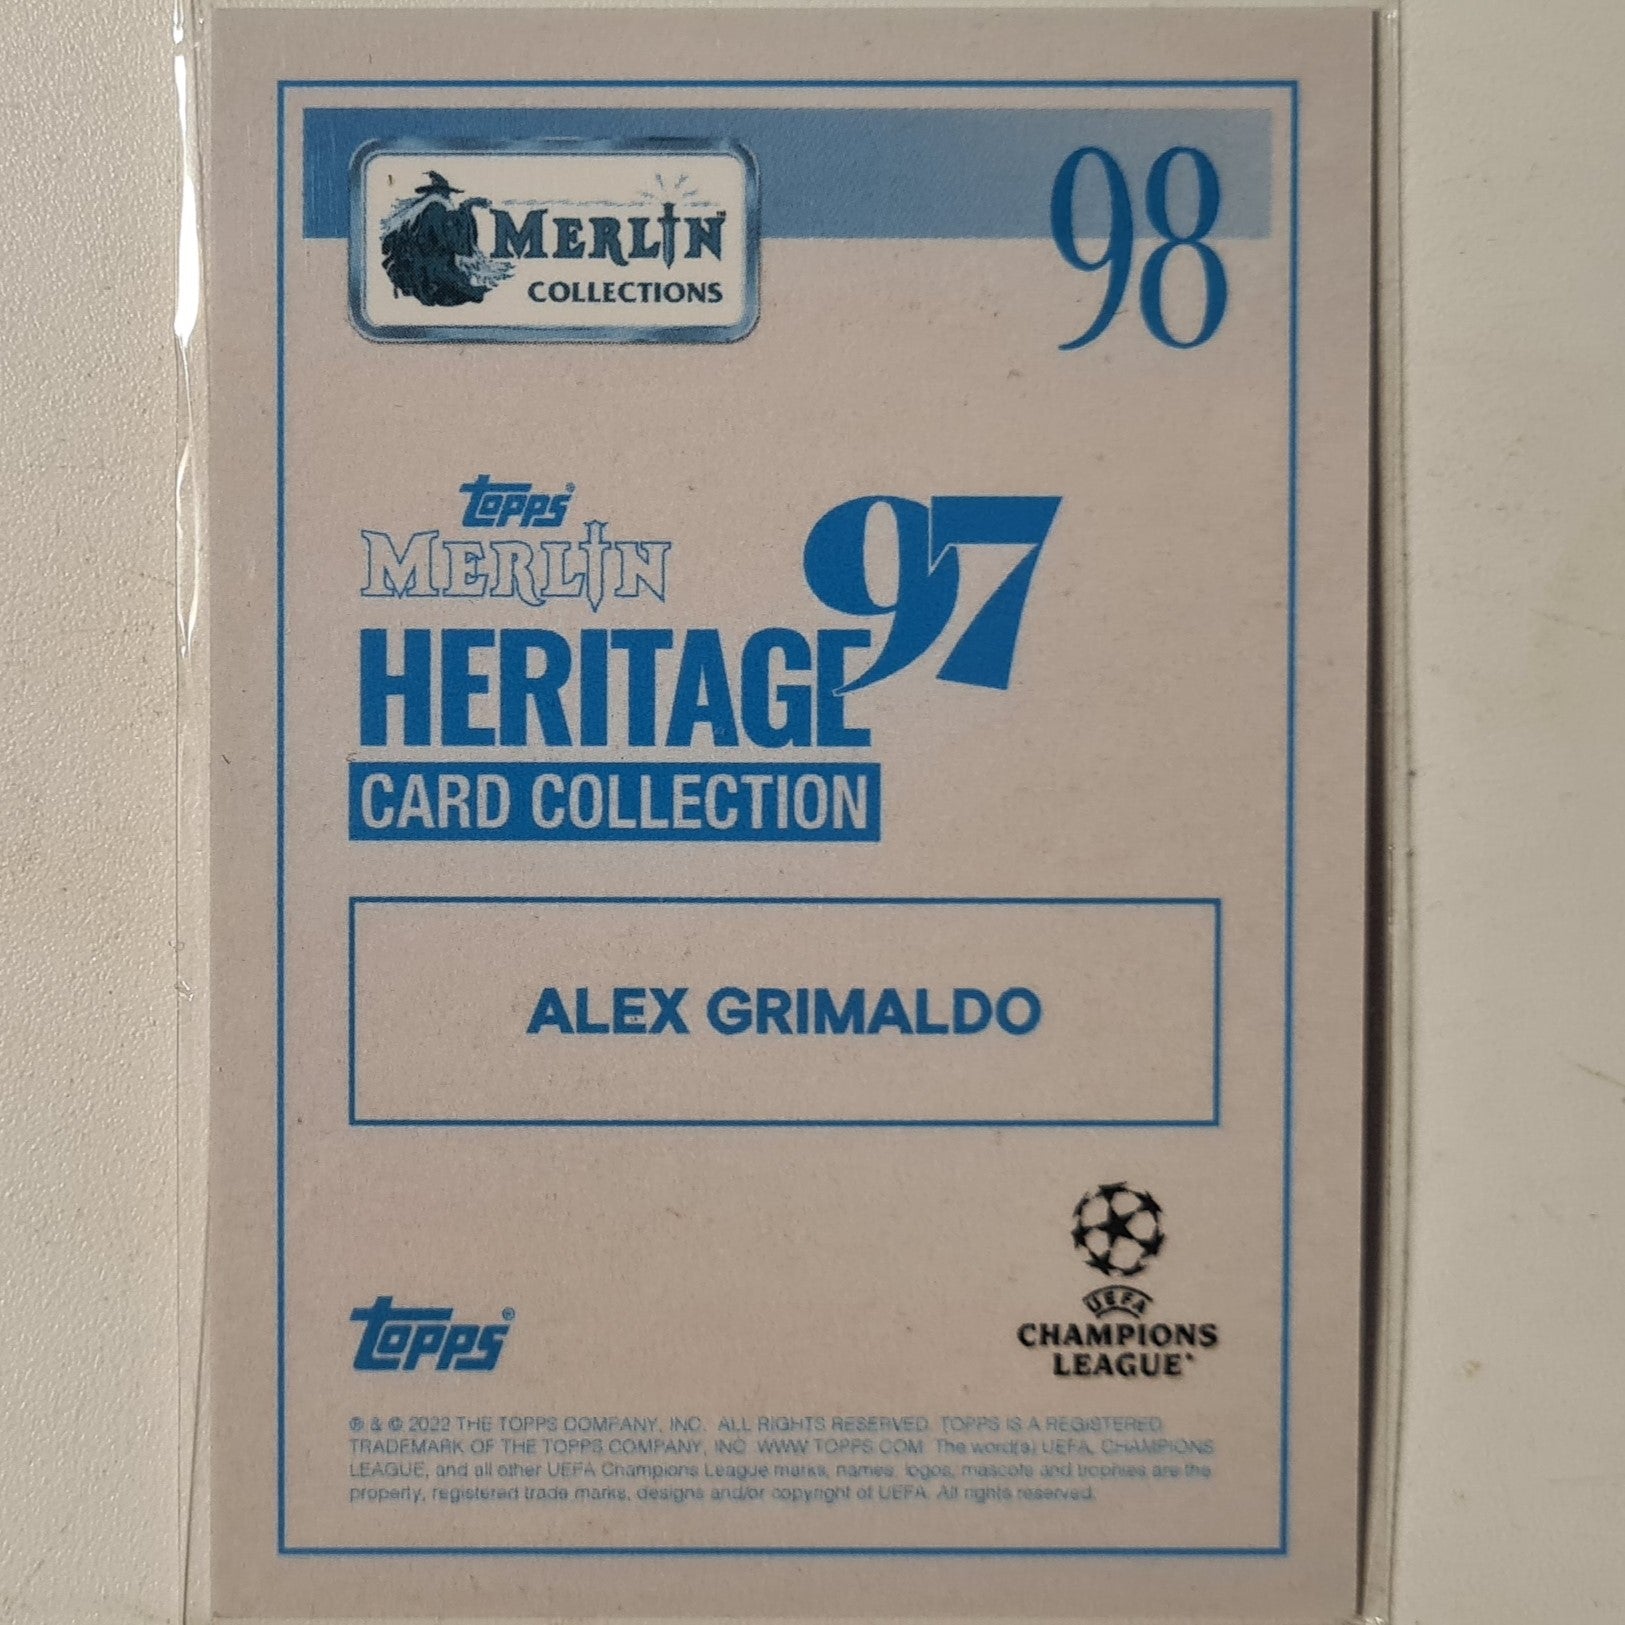 MERLIN™
COLLECTIONS
98
topps®
MERLIN
97
HERITAGE
CARD COLLECTION
ALEX GRIMALDO
topps®
UEFA
CHAMPIONS
LEAGUE
® & © 2022 THE TOPPS COMPANY, INC. ALL RIGHTS RESERVED. TOPPS IS A REGISTERED
TRADEMARK OF THE TOPPS COMPANY, INC. WWW.TOPPS.COM. The word(s) UEFA, CHAMPIONS
LEAGUE, and all other UEFA Champions League marks, names, logos, mascots and trophies are the
property, registered trade marks, designs and/or copyright of UEFA. All rights reserved.